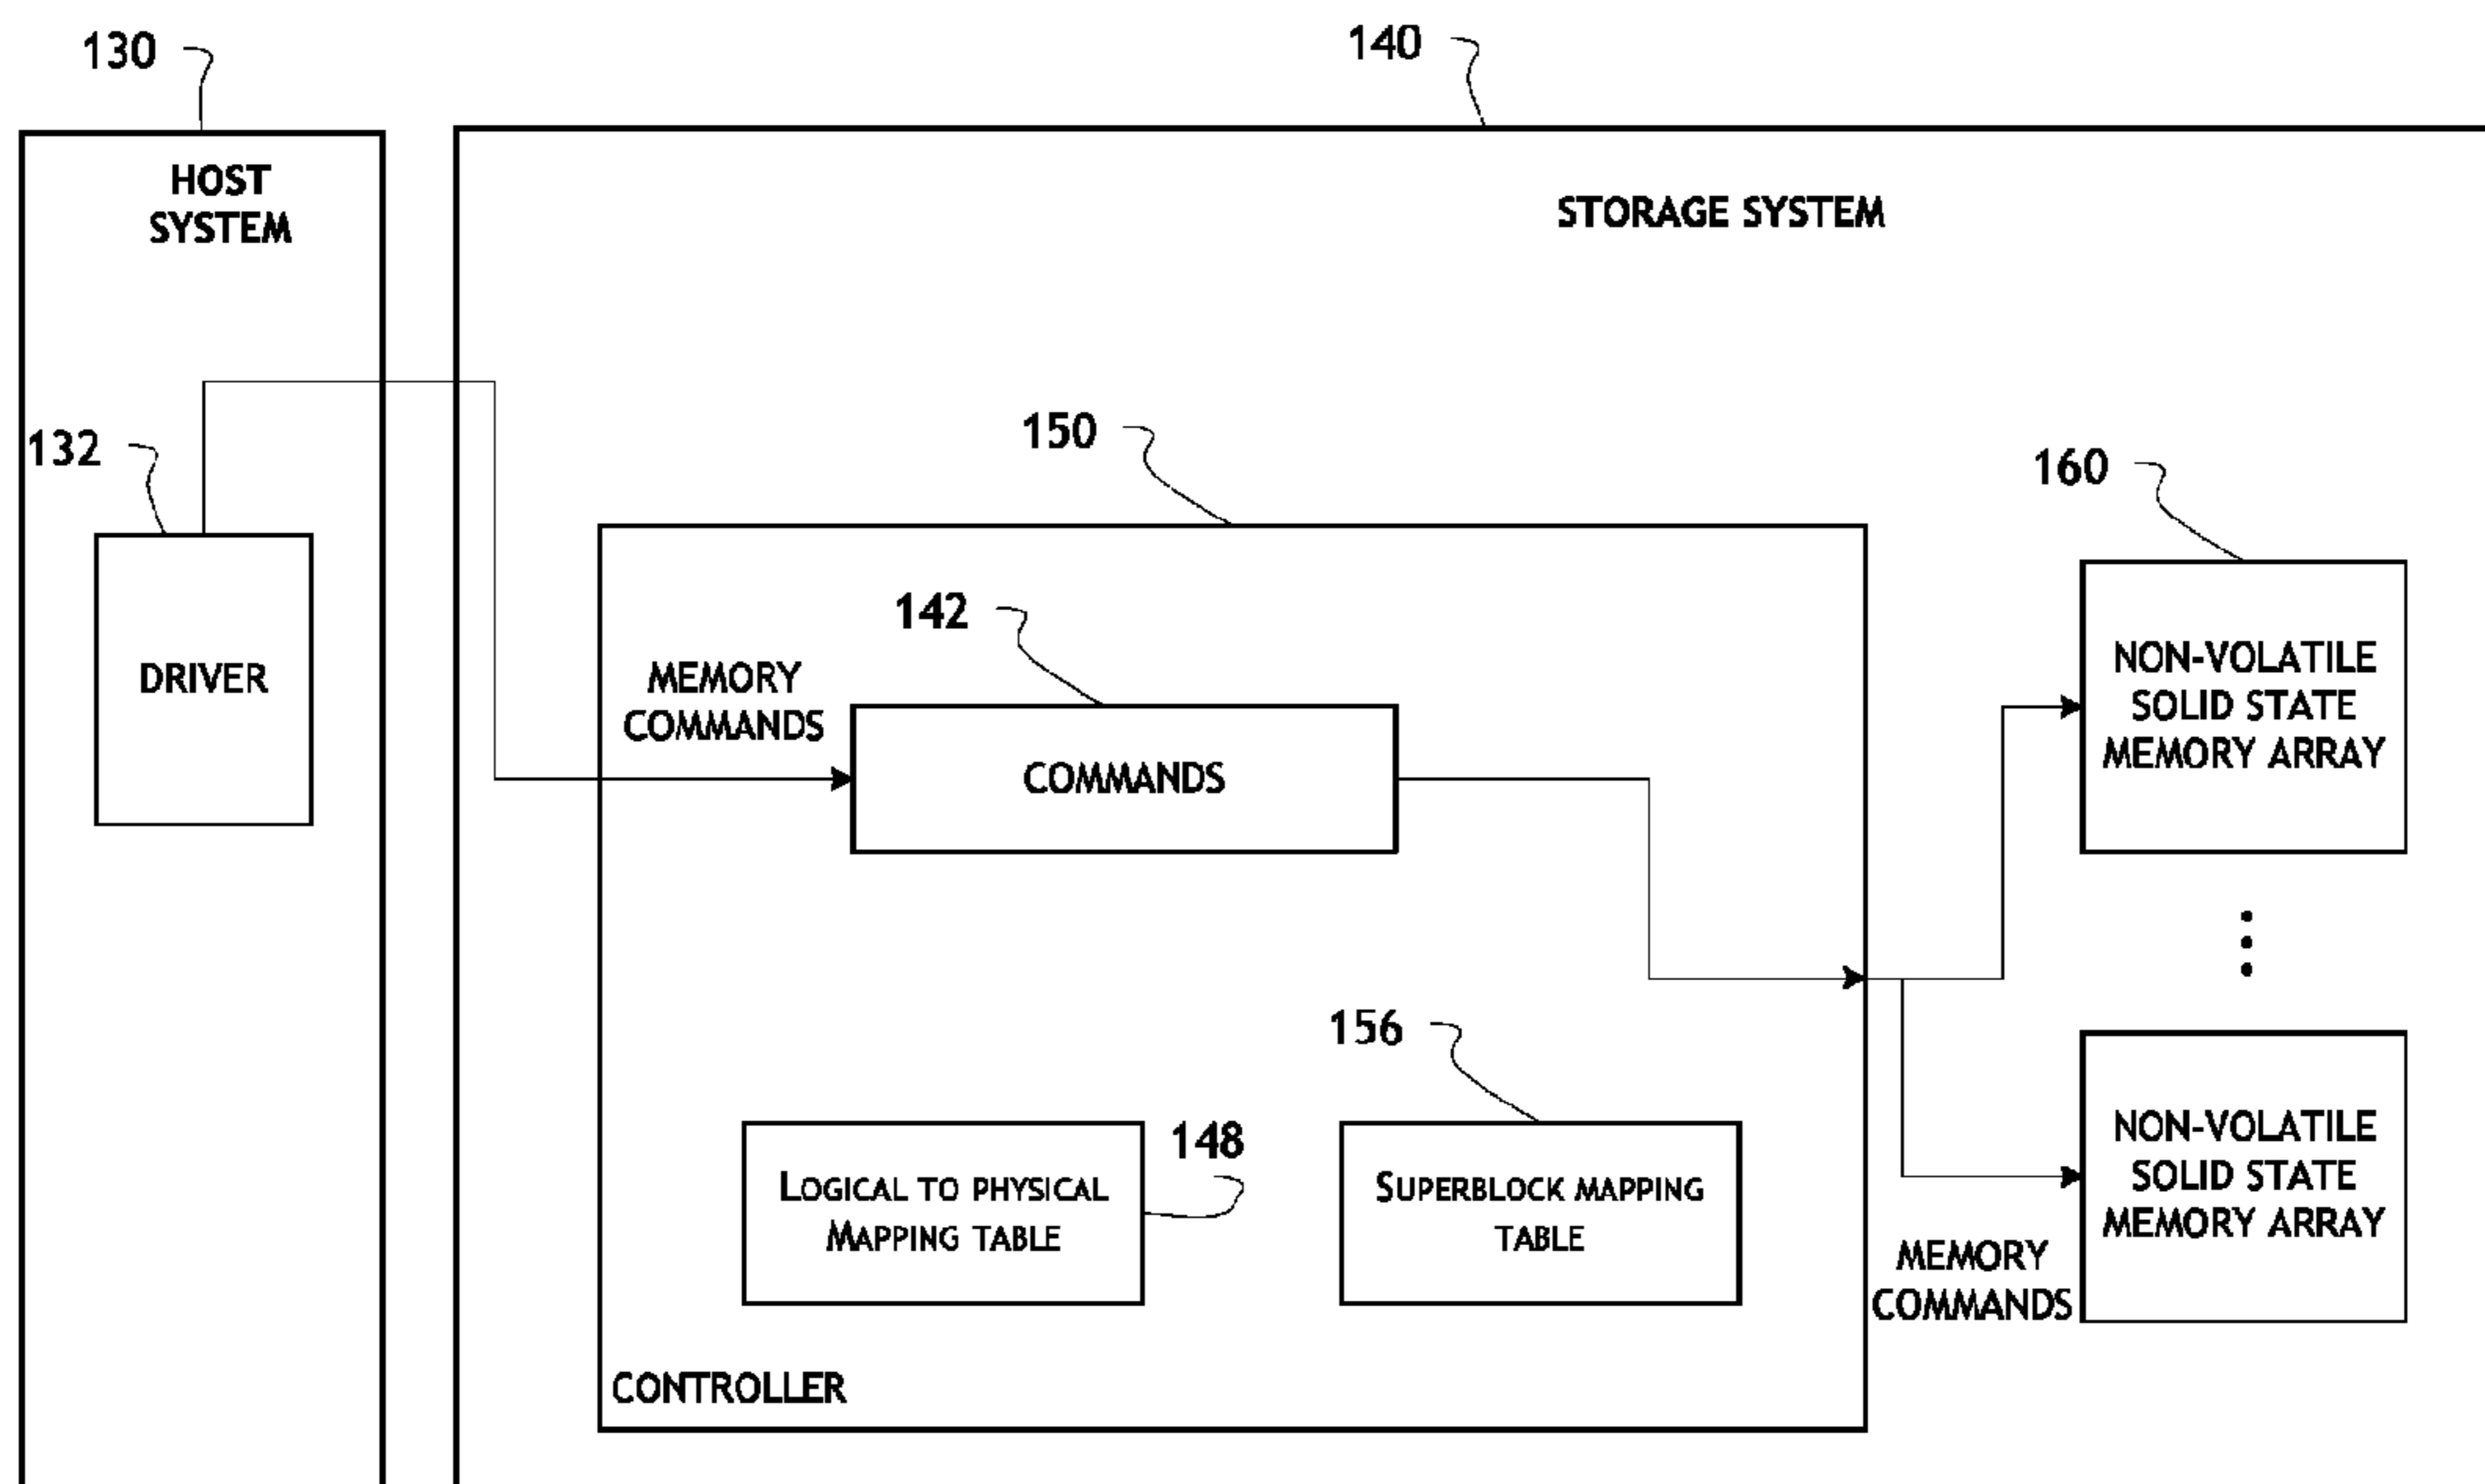 130
140
HOST
SYSTEM
STORAGE SYSTEM
132
150
160
DRIVER
142
MEMORY
COMMANDS
COMMANDS
NON-VOLATILE
SOLID STATE
MEMORY ARRAY
156
148
LOGICAL TO PHYSICAL
MAPPING TABLE
SUPERBLOCK MAPPING
TABLE
NON-VOLATILE
SOLID STATE
MEMORY ARRAY
MEMORY
COMMANDS
CONTROLLER